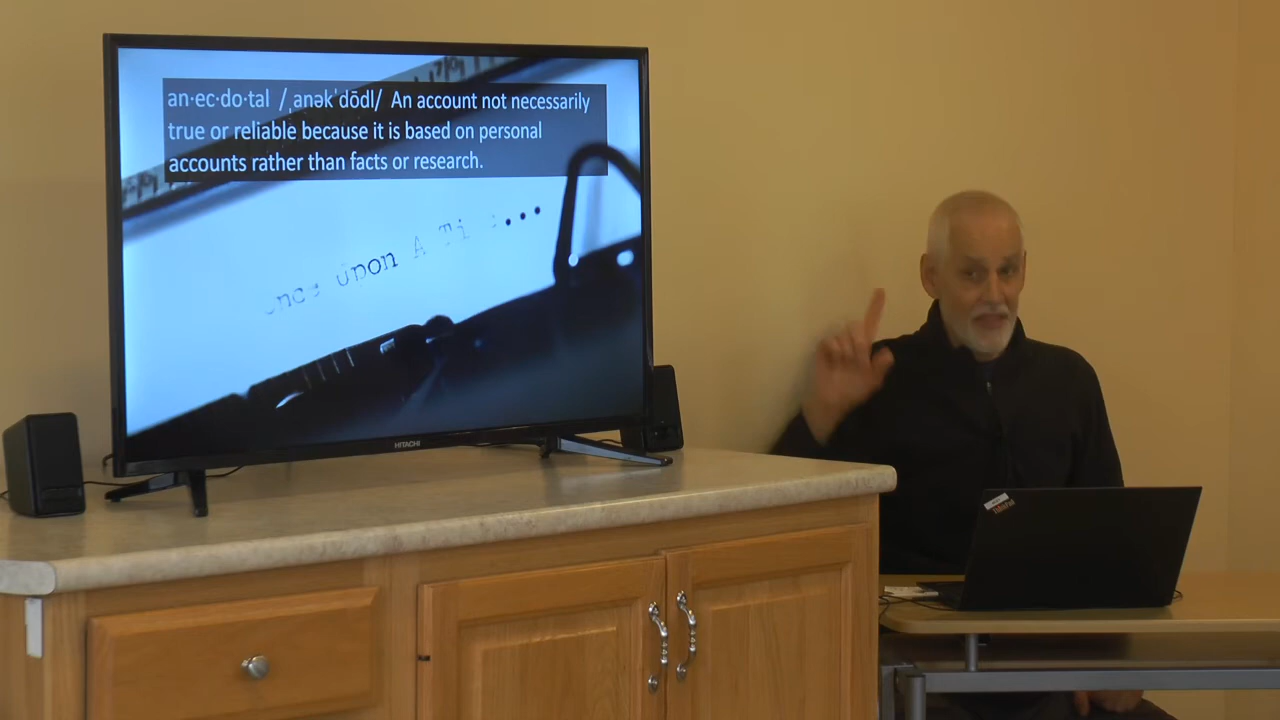 an·ec·do·tal /ˌanəkˈdōdl/ An account not necessarily
true or reliable because it is based on personal
accounts rather than facts or research.
upon A Ti ...
HITACHI
ThinkPad